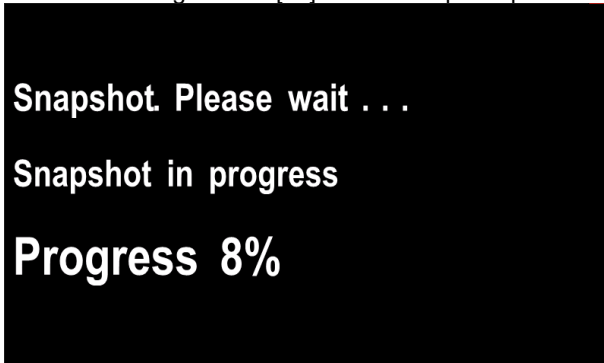 Snapshot. Please wait . . .
Snapshot in progress
Progress 8%